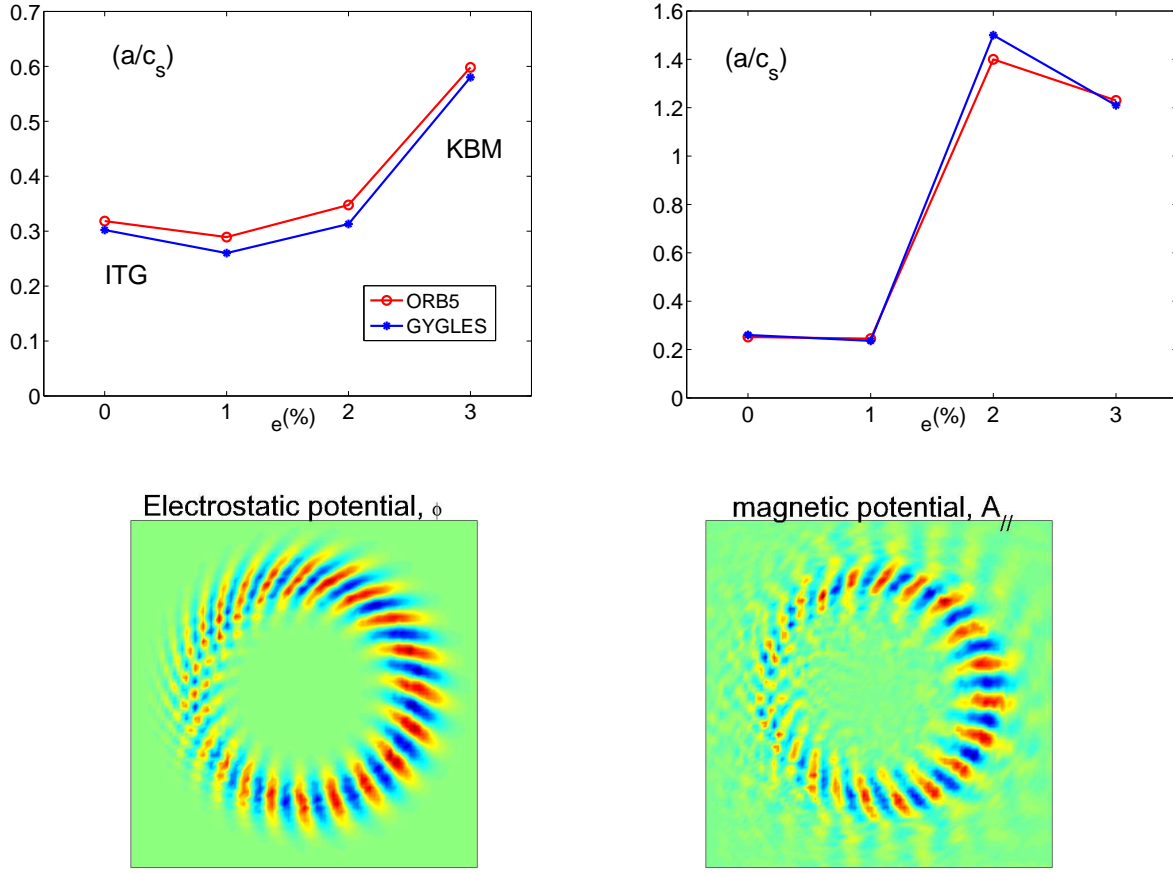 0.7
0.6
0.5
0.4
0.3
0.2
0.1
0
(a/c_s)
KBM
ITG
ORB5
GYGLES
0 1 2 3
e(%)
1.6
1.4
1.2
1
0.8
0.6
0.4
0.2
0
(a/c_s)
0 1 2 3
e(%)
Electrostatic potential, ϕ
magnetic potential, A_//